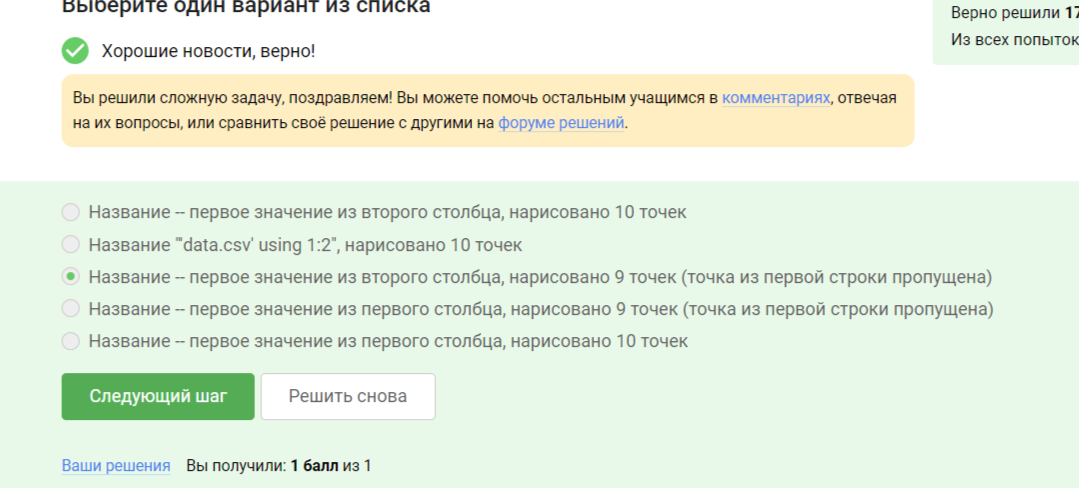 Выберите один вариант из списка
Верно решили 17
Из всех попыток
Хорошие новости, верно!
Вы решили сложную задачу, поздравляем! Вы можете помочь остальным учащимся в комментариях, отвечая
на их вопросы, или сравнить своё решение с другими на форуме решений.
Название -- первое значение из второго столбца, нарисовано 10 точек
Название "'data.csv' using 1:2", нарисовано 10 точек
Название -- первое значение из второго столбца, нарисовано 9 точек (точка из первой строки пропущена)
Название -- первое значение из первого столбца, нарисовано 9 точек (точка из первой строки пропущена)
Название -- первое значение из первого столбца, нарисовано 10 точек
Следующий шаг
Решить снова
Ваши решения Вы получили: 1 балл из 1